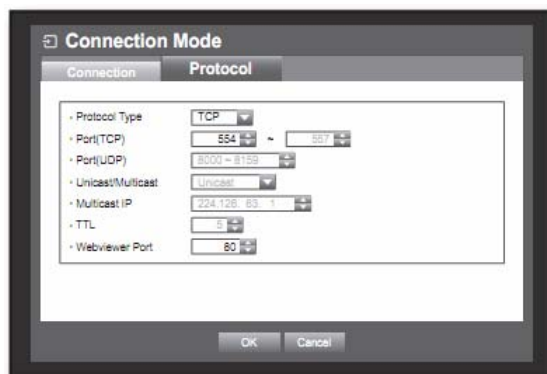 Connection Mode
Connection Protocol
Protocol Type TCP
Port(TCP) 554 ~ 557
Port(UDP) 8000 ~ 8159
Unicast/Multicast Unicast
Multicast IP 224.126. 63. 1
TTL 5
Webviewer Port 80
OK Cancel